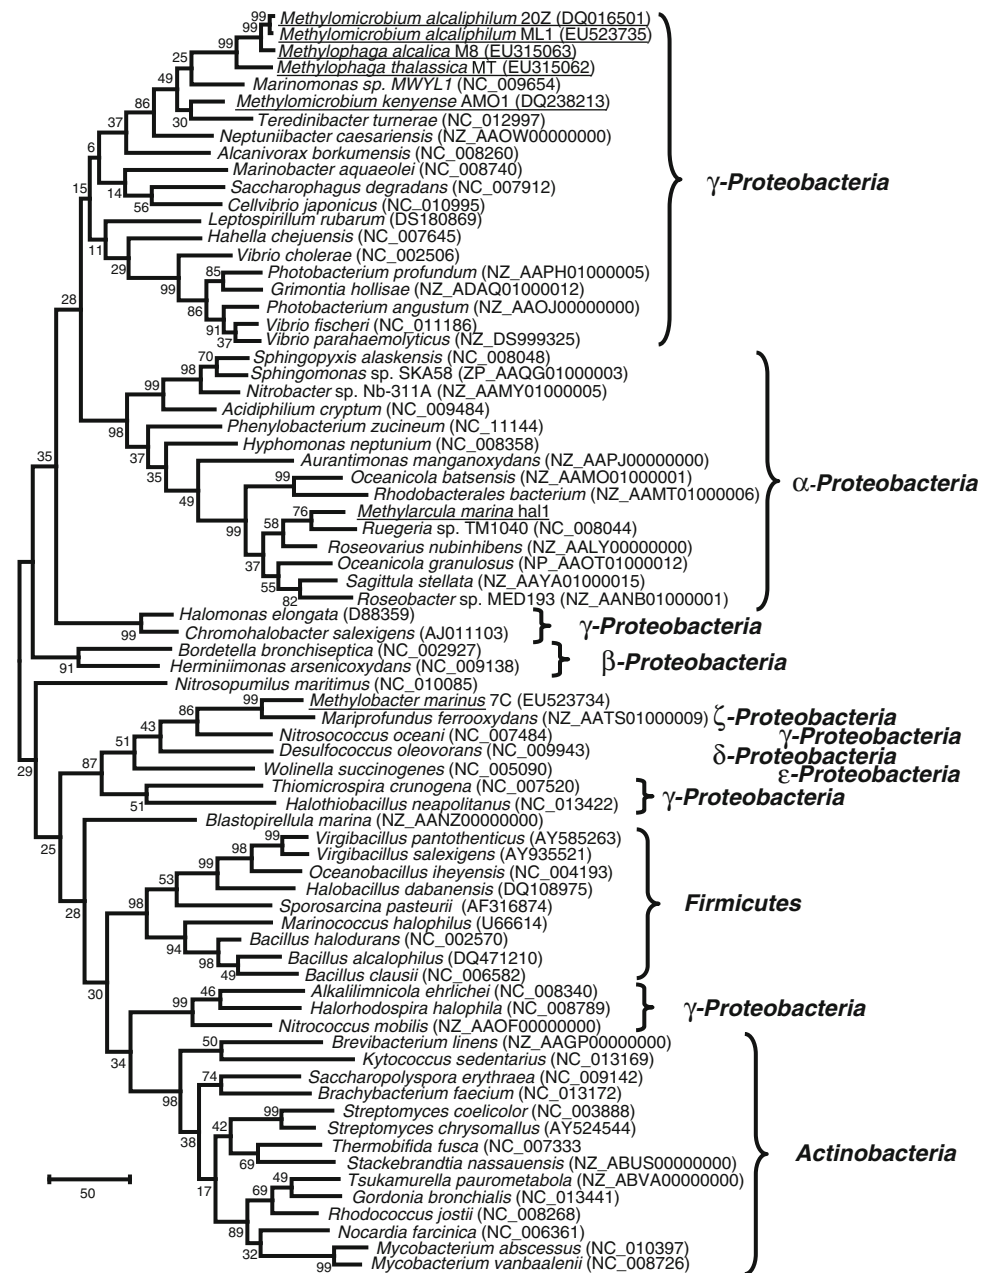 99
Methylomicrobium alcaliphilum 20Z (DQ016501)
99
Methylomicrobium alcaliphilum ML1 (EU523735)
99
Methylophaga alcalica M8 (EU315063)
25
Methylophaga thalassica MT (EU315062)
49
Marinomonas sp. MWYL1 (NC_009654)
86
Methylomicrobium kenyense AMO1 (DQ238213)
30
Teredinibacter turnerae (NC_012997)
37
Neptuniibacter caesariensis (NZ_AAOW00000000)
6
Alcanivorax borkumensis (NC_008260)
Marinobacter aquaeolei (NC_008740)
15
14
Saccharophagus degradans (NC_007912)
γ-Proteobacteria
56
Cellvibrio japonicus (NC_010995)
Leptospirillum rubarum (DS180869)
11
Hahella chejuensis (NC_007645)
29
Vibrio cholerae (NC_002506)
99
85
Photobacterium profundum (NZ_AAPH01000005)
Grimontia hollisae (NZ_ADAQ01000012)
28
86
Photobacterium angustum (NZ_AAOJ00000000)
91
Vibrio fischeri (NC_011186)
37
Vibrio parahaemolyticus (NZ_DS999325)
70
Sphingopyxis alaskensis (NC_008048)
98
Sphingomonas sp. SKA58 (ZP_AAQG01000003)
99
Nitrobacter sp. Nb-311A (NZ_AAMY01000005)
Acidiphilium cryptum (NC_009484)
98
Phenylobacterium zucineum (NC_11144)
37
Hyphomonas neptunium (NC_008358)
35
35
Aurantimonas manganoxydans (NZ_AAPJ00000000)
49
99
Oceanicola batsensis (NZ_AAMO01000001)
α-Proteobacteria
Rhodobacterales bacterium (NZ_AAMT01000006)
99
76
Methylarcula marina hal1
58
Ruegeria sp. TM1040 (NC_008044)
Roseovarius nubinhibens (NZ_AALY00000000)
37
Oceanicola granulosus (NP_AAOT01000012)
55
Sagittula stellata (NZ_AAYA01000015)
82
Roseobacter sp. MED193 (NZ_AANB01000001)
Halomonas elongata (D88359)
99
Chromohalobacter salexigens (AJ011103)
γ-Proteobacteria
Bordetella bronchiseptica (NC_002927)
91
Herminiimonas arsenicoxydans (NC_009138)
β-Proteobacteria
Nitrosopumilus maritimus (NC_010085)
99
Methylobacter marinus 7C (EU523734)
86
Mariprofundus ferrooxydans (NZ_AATS01000009)
ζ-Proteobacteria
43
Nitrosococcus oceani (NC_007484)
γ-Proteobacteria
51
Desulfococcus oleovorans (NC_009943)
δ-Proteobacteria
29
87
Wolinella succinogenes (NC_005090)
ε-Proteobacteria
Thiomicrospira crunogena (NC_007520)
51
Halothiobacillus neapolitanus (NC_013422)
γ-Proteobacteria
Blastopirellula marina (NZ_AANZ00000000)
25
99
Virgibacillus pantothenticus (AY585263)
98
Virgibacillus salexigens (AY935521)
99
Oceanobacillus iheyensis (NC_004193)
53
Halobacillus dabanensis (DQ108975)
28
98
Sporosarcina pasteurii (AF316874)
Firmicutes
Marinococcus halophilus (U66614)
94
Bacillus halodurans (NC_002570)
98
Bacillus alcalophilus (DQ471210)
49
Bacillus clausii (NC_006582)
30
46
Alkalilimnicola ehrlichei (NC_008340)
99
Halorhodospira halophila (NC_008789)
γ-Proteobacteria
Nitrococcus mobilis (NZ_AAOF00000000)
34
50
Brevibacterium linens (NZ_AAGP00000000)
Kytococcus sedentarius (NC_013169)
98
74
Saccharopolyspora erythraea (NC_009142)
Brachybacterium faecium (NC_013172)
99
Streptomyces coelicolor (NC_003888)
38
42
Streptomyces chrysomallus (AY524544)
Thermobifida fusca (NC_007333
Actinobacteria
69
Stackebrandtia nassauensis (NZ_ABUS00000000)
17
49
Tsukamurella paurometabola (NZ_ABVA00000000)
50
69
Gordonia bronchialis (NC_013441)
Rhodococcus jostii (NC_008268)
89
Nocardia farcinica (NC_006361)
32
Mycobacterium abscessus (NC_010397)
99
Mycobacterium vanbaalenii (NC_008726)